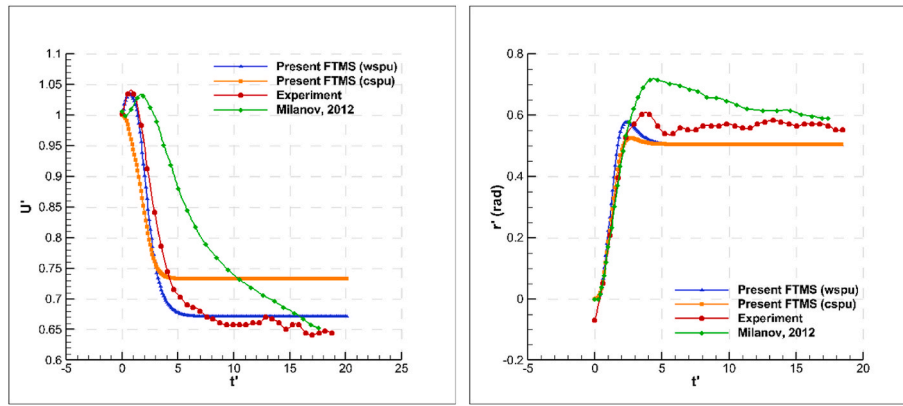 1.1
1.05
1
0.95
0.9
0.85
0.8
0.75
0.7
0.65
0.6
U'
-5
0
5
10
15
20
25
t'
Present FTMS (wspu)
Present FTMS (cspu)
Experiment
Milanov, 2012
0.8
0.6
0.4
0.2
0
-0.2
r' (rad)
-5
0
5
10
15
20
t'
Present FTMS (wspu)
Present FTMS (cspu)
Experiment
Milanov, 2012